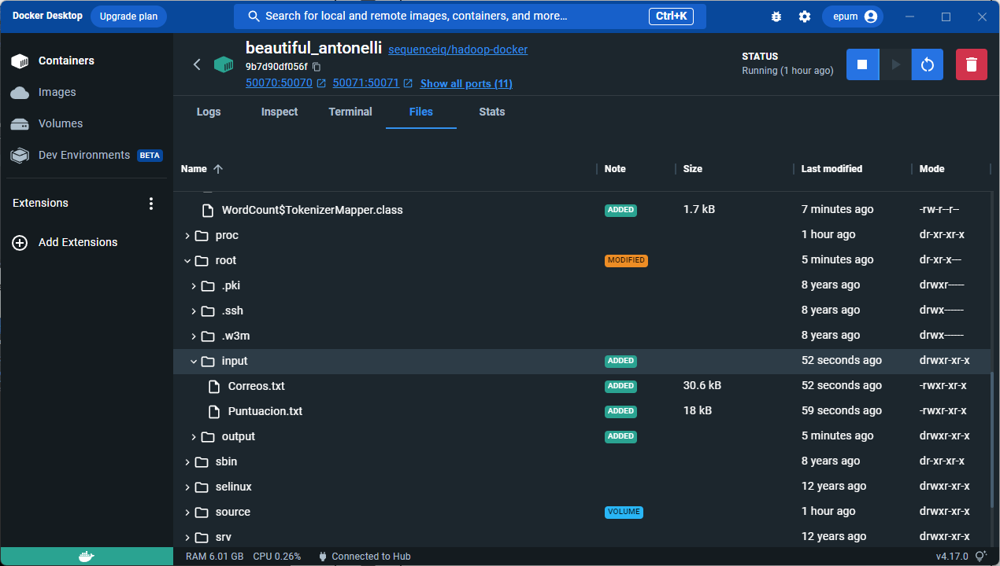 Docker Desktop Upgrade plan Search for local and remote images, containers, and more... Ctrl+K epum
Containers
Images
Volumes
Dev Environments BETA
Extensions
Add Extensions
beautiful_antonelli sequenceiq/hadoop-docker
9b7d90df056f
50070:50070 50071:50071 Show all ports (11)
STATUS
Running (1 hour ago)
Logs Inspect Terminal Files Stats
Name Note Size Last modified Mode
WordCount$TokenizerMapper.class ADDED 1.7 kB 7 minutes ago -rw-r--r--
proc 1 hour ago dr-xr-xr-x
root MODIFIED 5 minutes ago dr-xr-x---
.pki 8 years ago drwxr-----
.ssh 8 years ago drwx------
.w3m 8 years ago drwx------
input ADDED 52 seconds ago drwxr-xr-x
Correos.txt ADDED 30.6 kB 52 seconds ago -rwxr-xr-x
Puntuacion.txt ADDED 18 kB 59 seconds ago -rwxr-xr-x
output ADDED 5 minutes ago drwxr-xr-x
sbin 8 years ago dr-xr-xr-x
selinux 12 years ago drwxr-xr-x
source VOLUME 1 hour ago drwxr-xr-x
srv 12 years ago drwxr-xr-x
RAM 6.01 GB CPU 0.26% Connected to Hub v4.17.0